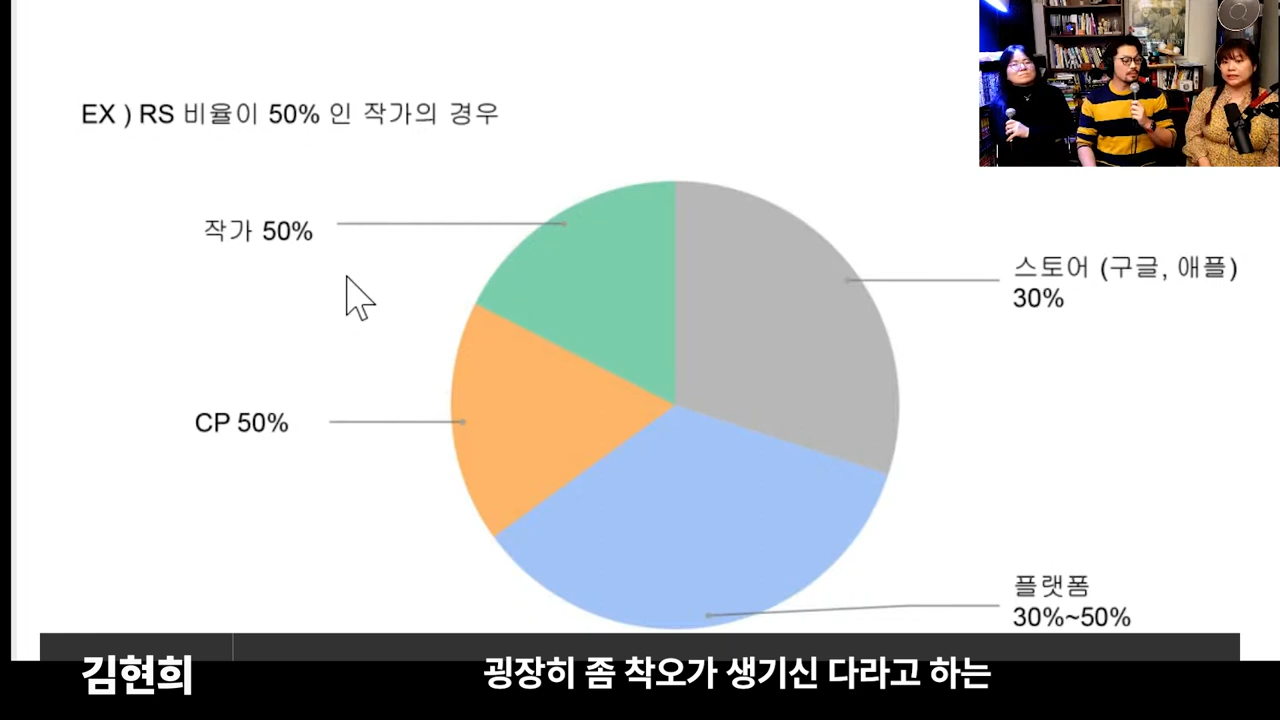 EX ) RS 비율이 50% 인 작가의 경우
작가 50%
스토어 (구글, 애플)
30%
CP 50%
플랫폼
30%~50%
김현희
굉장히 좀 착오가 생기신 다라고 하는